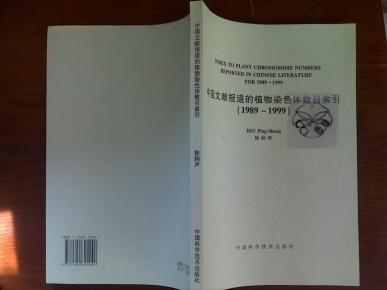 INDEX TO PLANT CHROMOSOME NUMBERS
REPORTED IN CHINESE LITERATURE
FOR 1989－1999
中国文献报道的植物染色体数目索引
(1989－1999)
HSU Ping-Sheng
徐炳声
中国科学技术出版社
中国文献报道的植物染色体数目索引
徐炳声
中国科学技术出版社